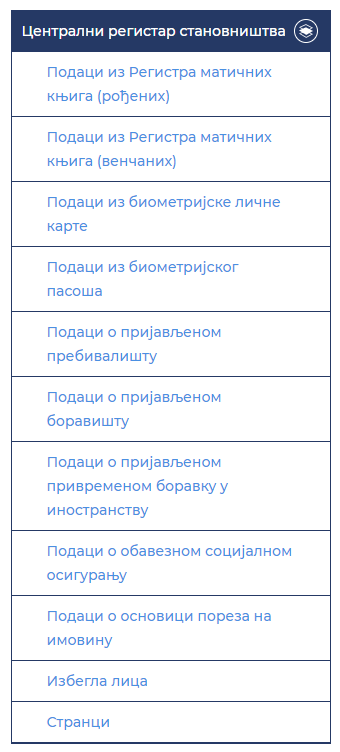 Централни регистар становништва
Подаци из Регистра матичних
књига (рођених)
Подаци из Регистра матичних
књига (венчаних)
Подаци из биометријске личне
карте
Подаци из биометријског
пасоша
Подаци о пријављеном
пребивалишту
Подаци о пријављеном
боравишту
Подаци о пријављеном
привременом боравку у
иностранству
Подаци о обавезном социјалном
осигурању
Подаци о основици пореза на
имовину
Избегла лица
Странци